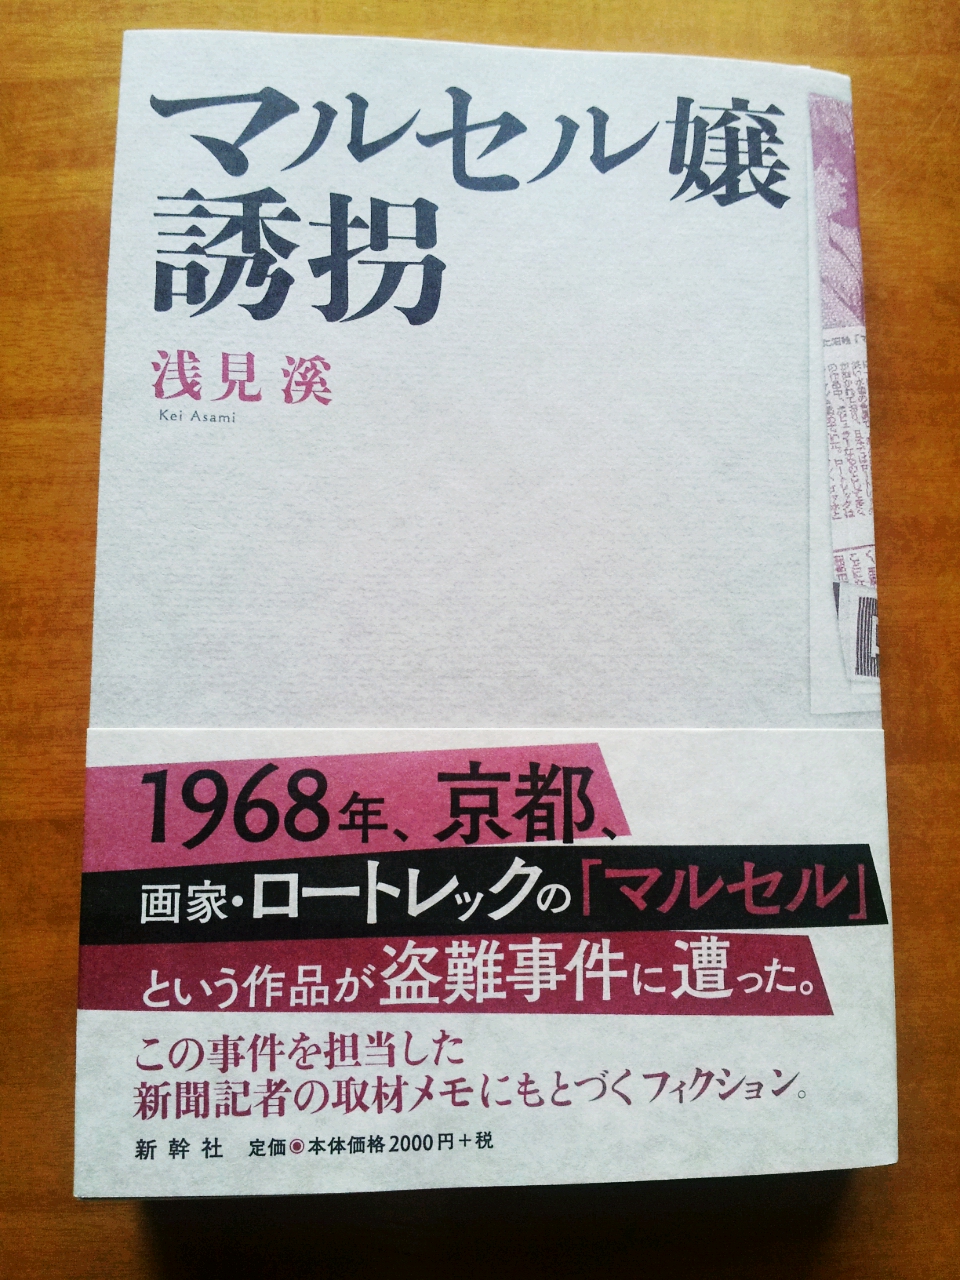 マルセル嬢
誘拐
浅見 溪
Kei Asami
1968年、京都、
画家・ロートレックの「マルセル」
という作品が盗難事件に遭った。
この事件を担当した
新聞記者の取材メモにもとづくフィクション。
新幹社 定価◉本体価格2000円+税